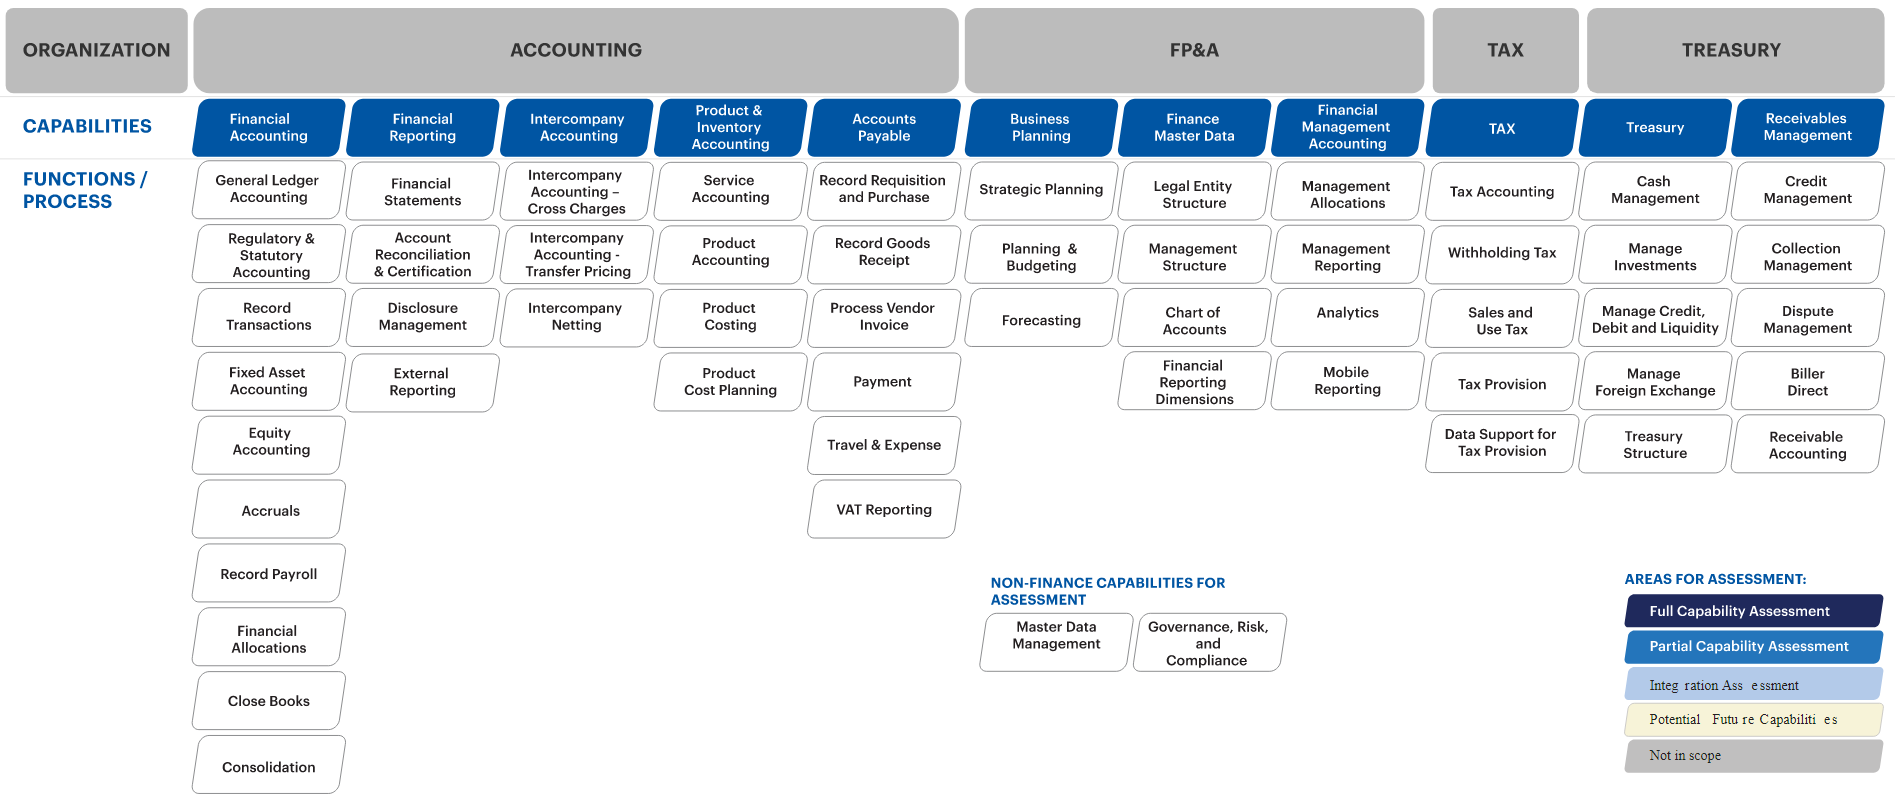 ORGANIZATION
ACCOUNTING
FP&A
TAX
TREASURY
CAPABILITIES
Financial
Accounting
Financial
Reporting
Intercompany
Accounting
Product &
Inventory
Accounting
Accounts
Payable
Business
Planning
Finance
Master Data
Financial
Management
Accounting
TAX
Treasury
Receivables
Management
FUNCTIONS /
PROCESS
General Ledger
Accounting
Regulatory &
Statutory
Accounting
Record
Transactions
Fixed Asset
Accounting
Equity
Accounting
Accruals
Record Payroll
Financial
Allocations
Close Books
Consolidation
Financial
Statements
Account
Reconciliation
& Certification
Disclosure
Management
External
Reporting
Intercompany
Accounting –
Cross Charges
Intercompany
Accounting -
Transfer Pricing
Intercompany
Netting
Service
Accounting
Product
Accounting
Product
Costing
Product
Cost Planning
Record Requisition
and Purchase
Record Goods
Receipt
Process Vendor
Invoice
Payment
Travel & Expense
VAT Reporting
Strategic Planning
Planning &
Budgeting
Forecasting
Legal Entity
Structure
Management
Structure
Chart of
Accounts
Financial
Reporting
Dimensions
Management
Allocations
Management
Reporting
Analytics
Mobile
Reporting
Tax Accounting
Withholding Tax
Sales and
Use Tax
Tax Provision
Data Support for
Tax Provision
Cash
Management
Manage
Investments
Manage Credit,
Debit and Liquidity
Manage
Foreign Exchange
Treasury
Structure
Credit
Management
Collection
Management
Dispute
Management
Biller
Direct
Receivable
Accounting
NON-FINANCE CAPABILITIES FOR
ASSESSMENT
Master Data
Management
Governance, Risk,
and
Compliance
AREAS FOR ASSESSMENT:
Full Capability Assessment
Partial Capability Assessment
Integ ration Ass essment
Potential Futu re Capabiliti es
Not in scope